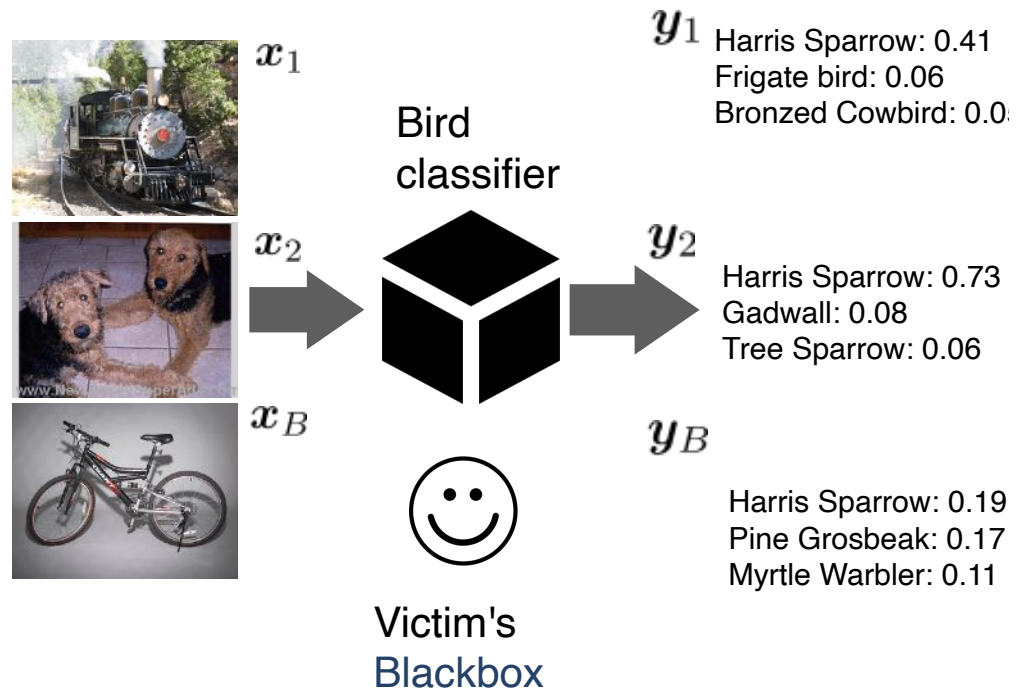 x1
y1
Harris Sparrow: 0.41
Frigate bird: 0.06
Bronzed Cowbird:
Bird
classifier
x2
y2
Harris Sparrow: 0.73
Gadwall: 0.08
Tree Sparrow: 0.06
xB
yB
Harris Sparrow: 0.19
Pine Grosbeak: 0.17
Myrtle Warbler: 0.11
Victim's
Blackbox